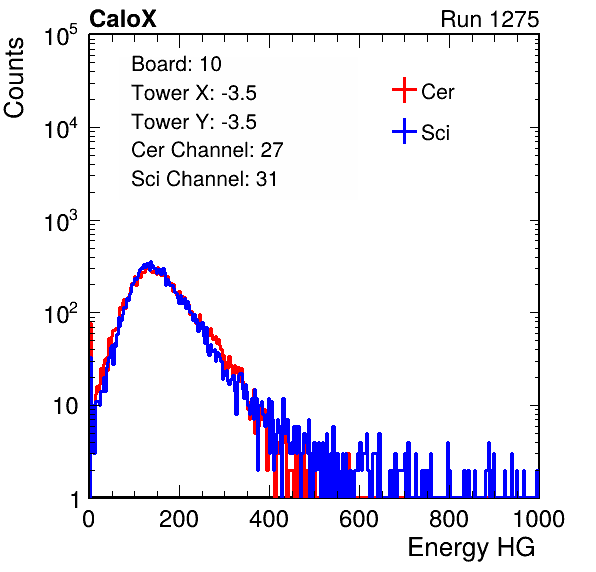 CaloX Run 1275
Counts
10^5
10^4
10^3
10^2
10
1
Board: 10
Tower X: -3.5
Tower Y: -3.5
Cer Channel: 27
Sci Channel: 31
Cer
Sci
0 200 400 600 800 1000
Energy HG